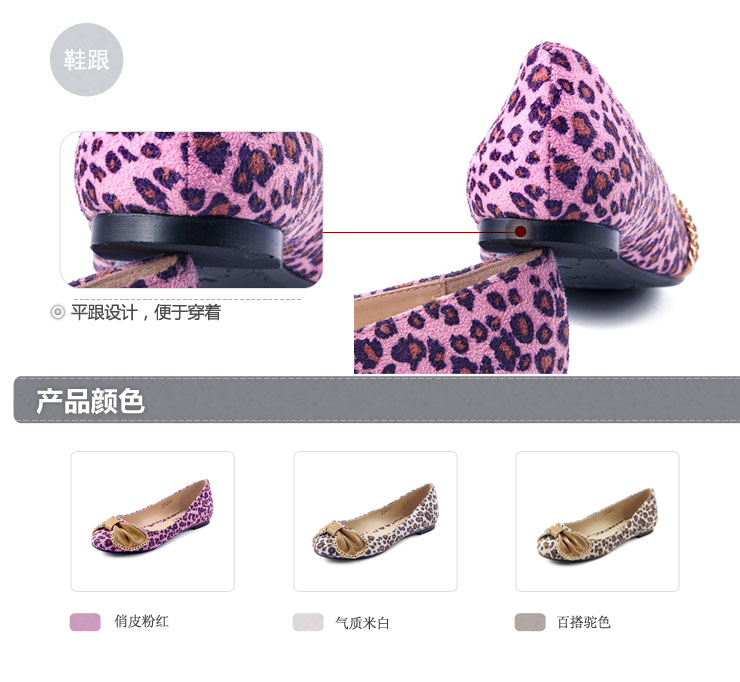 鞋跟
平跟设计，便于穿着
产品颜色
俏皮粉红
气质米白
百搭驼色